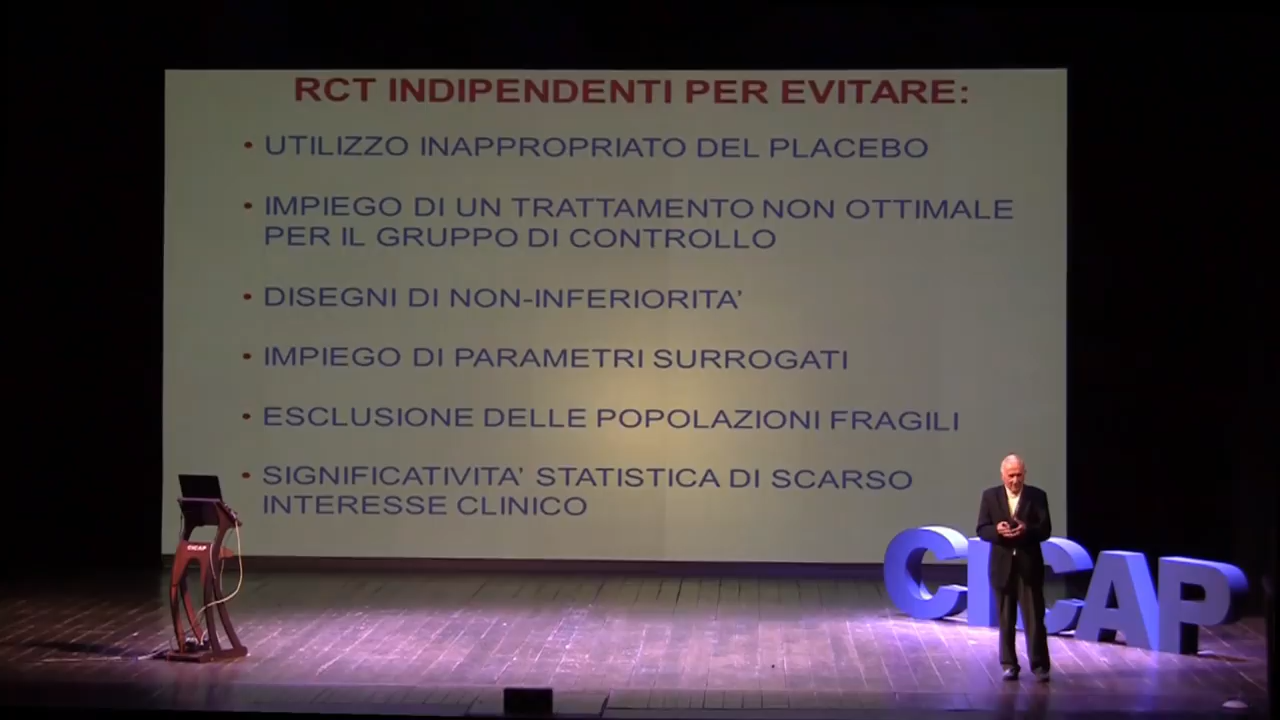 RCT INDIPENDENTI PER EVITARE:
• UTILIZZO INAPPROPRIATO DEL PLACEBO
• IMPIEGO DI UN TRATTAMENTO NON OTTIMALE
PER IL GRUPPO DI CONTROLLO
• DISEGNI DI NON-INFERIORITA'
• IMPIEGO DI PARAMETRI SURROGATI
• ESCLUSIONE DELLE POPOLAZIONI FRAGILI
• SIGNIFICATIVITA' STATISTICA DI SCARSO
INTERESSE CLINICO
CICAP
CICAP